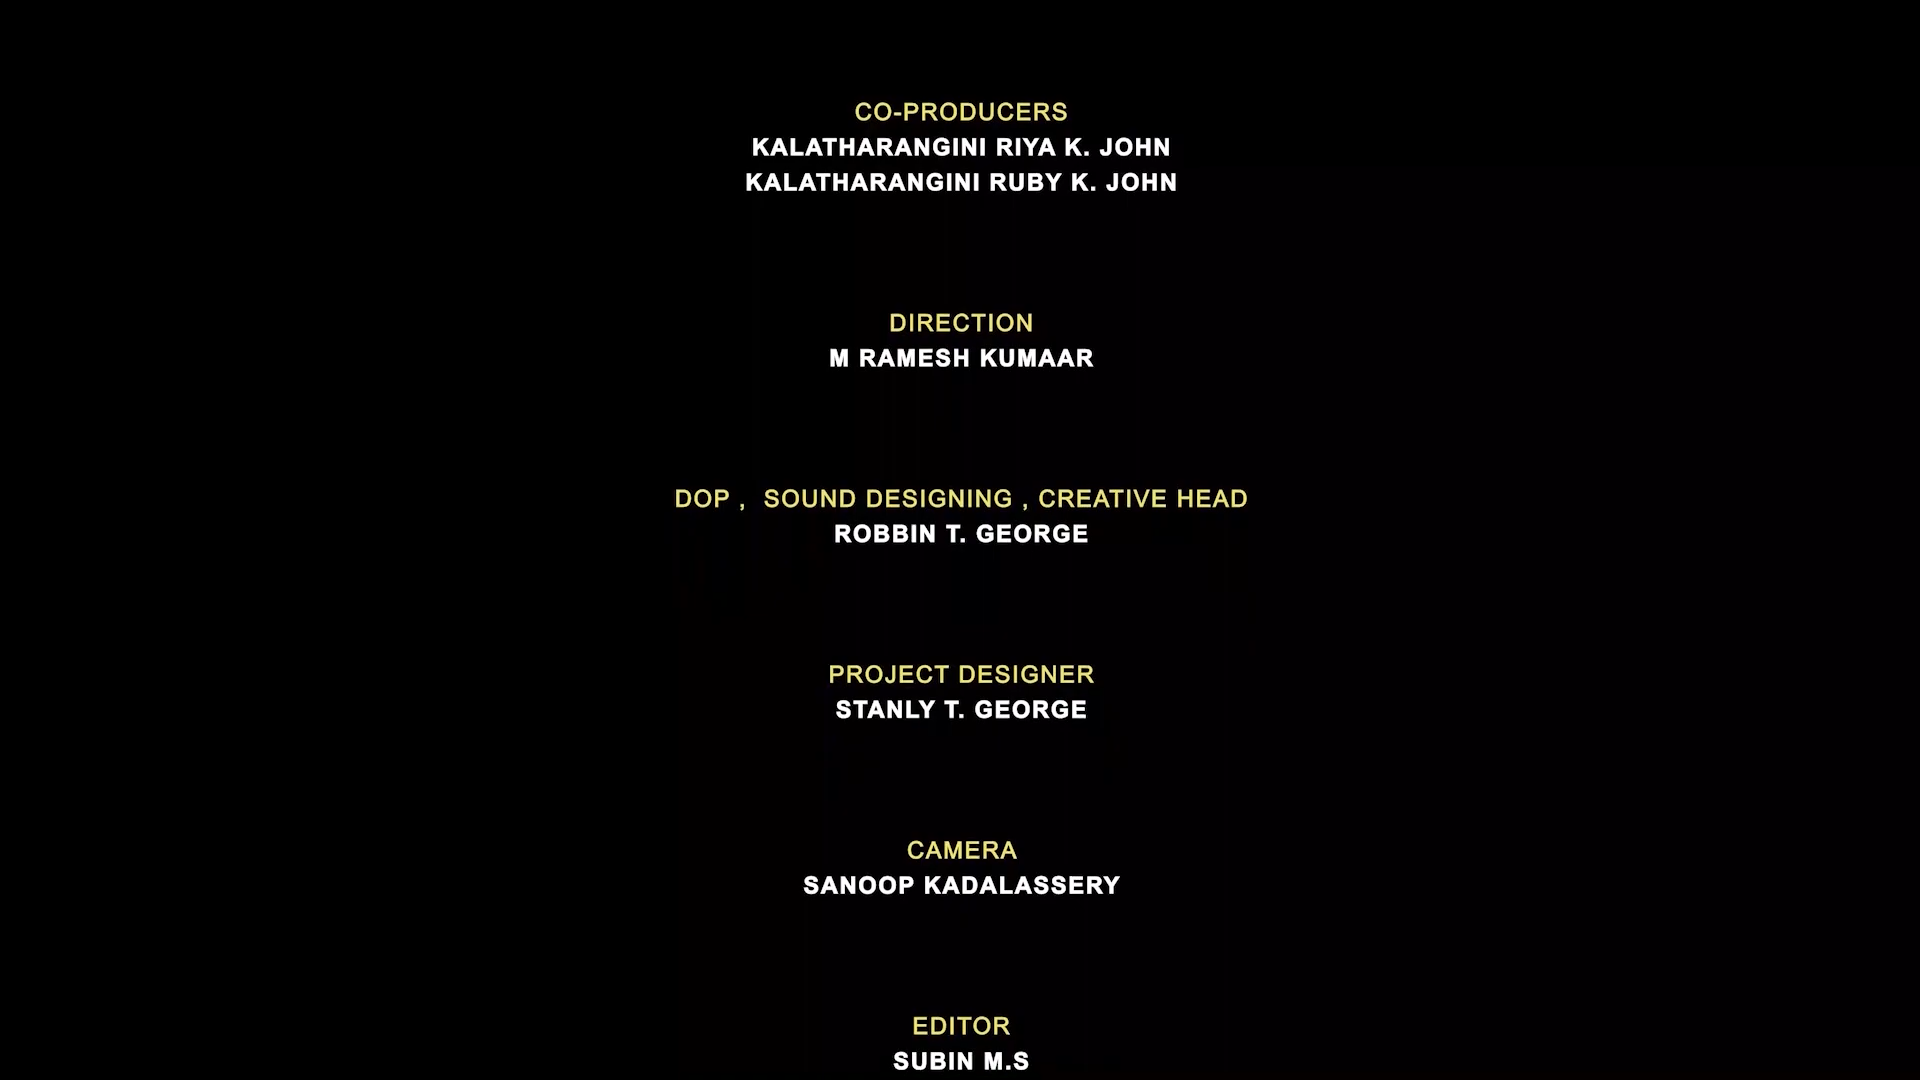 CO-PRODUCERS
KALATHARANGINI RIYA K. JOHN
KALATHARANGINI RUBY K. JOHN
DIRECTION
M RAMESH KUMAAR
DOP ,  SOUND DESIGNING , CREATIVE HEAD
ROBBIN T. GEORGE
PROJECT DESIGNER
STANLY T. GEORGE
CAMERA
SANOOP KADALASSERY
EDITOR
SUBIN M.S